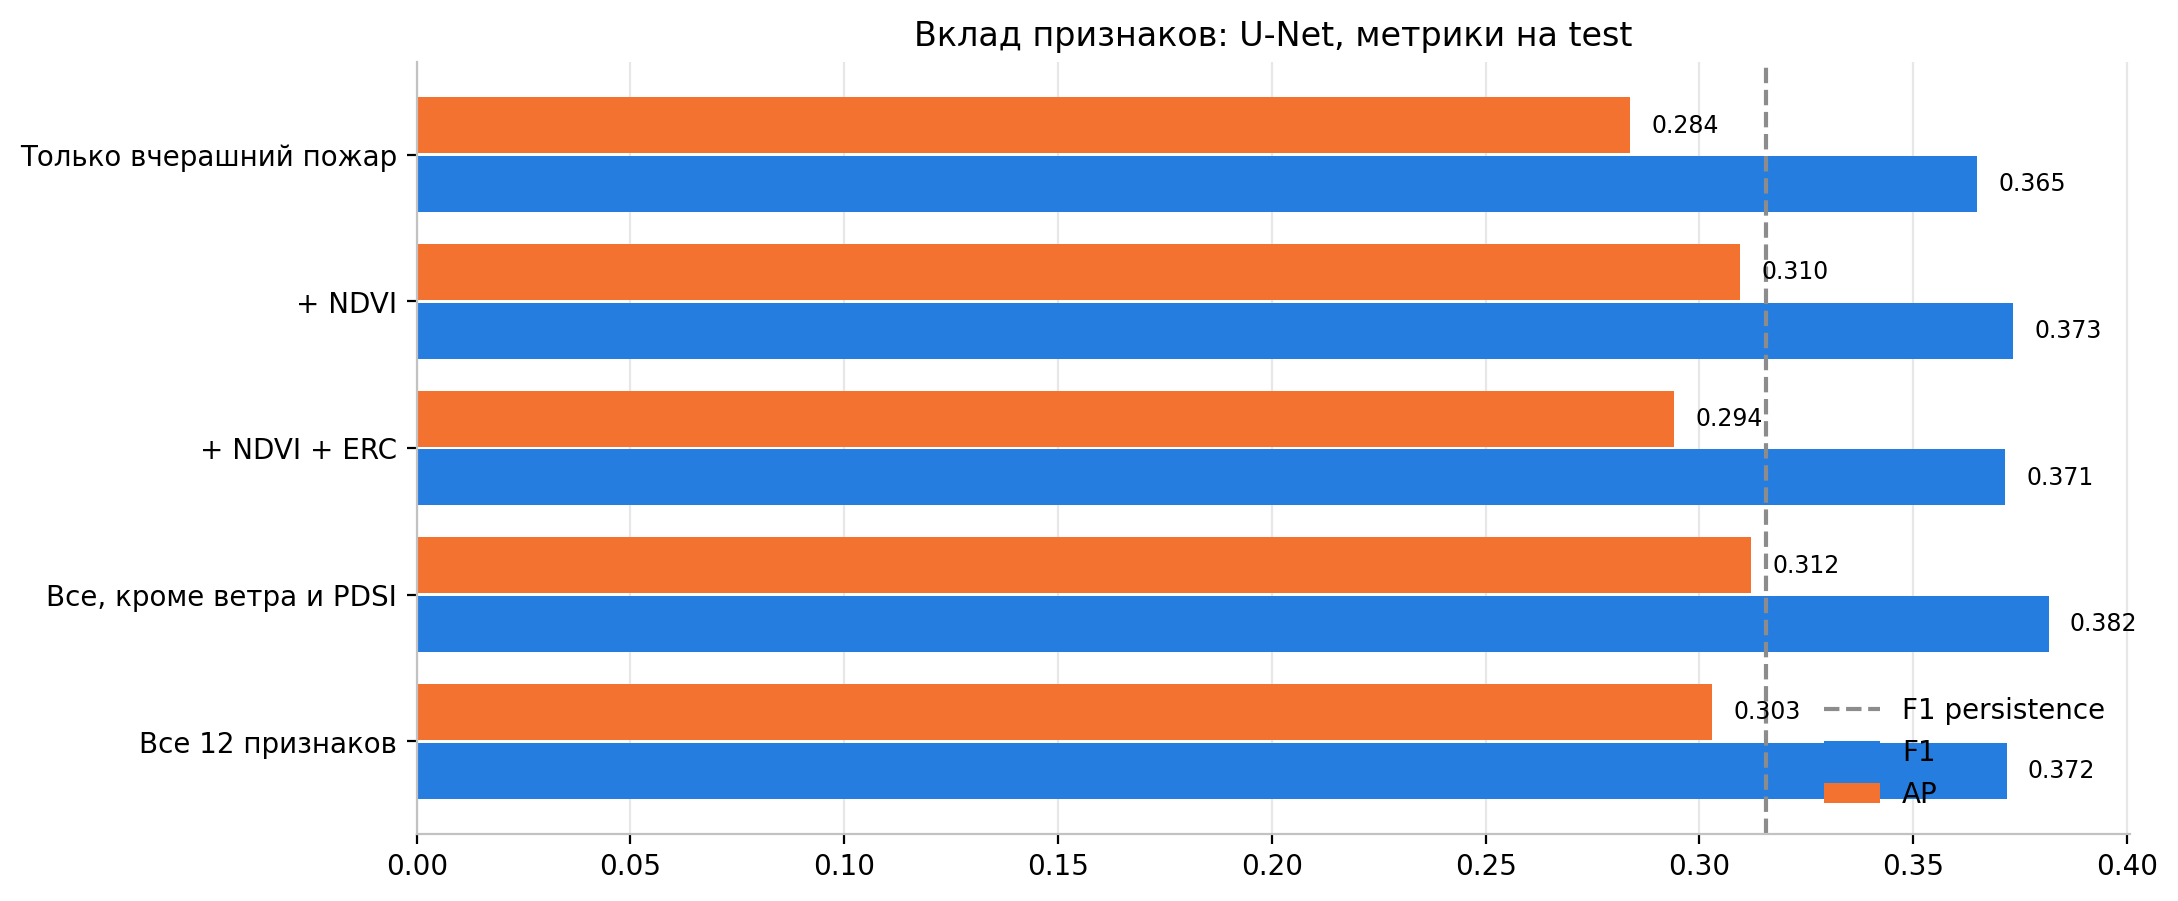 Вклад признаков: U-Net, метрики на test
Только вчерашний пожар
0.284
0.365
+ NDVI
0.310
0.373
+ NDVI + ERC
0.294
0.371
Все, кроме ветра и PDSI
0.312
0.382
Все 12 признаков
0.303
0.372
F1 persistence
F1
AP
0.00 0.05 0.10 0.15 0.20 0.25 0.30 0.35 0.40